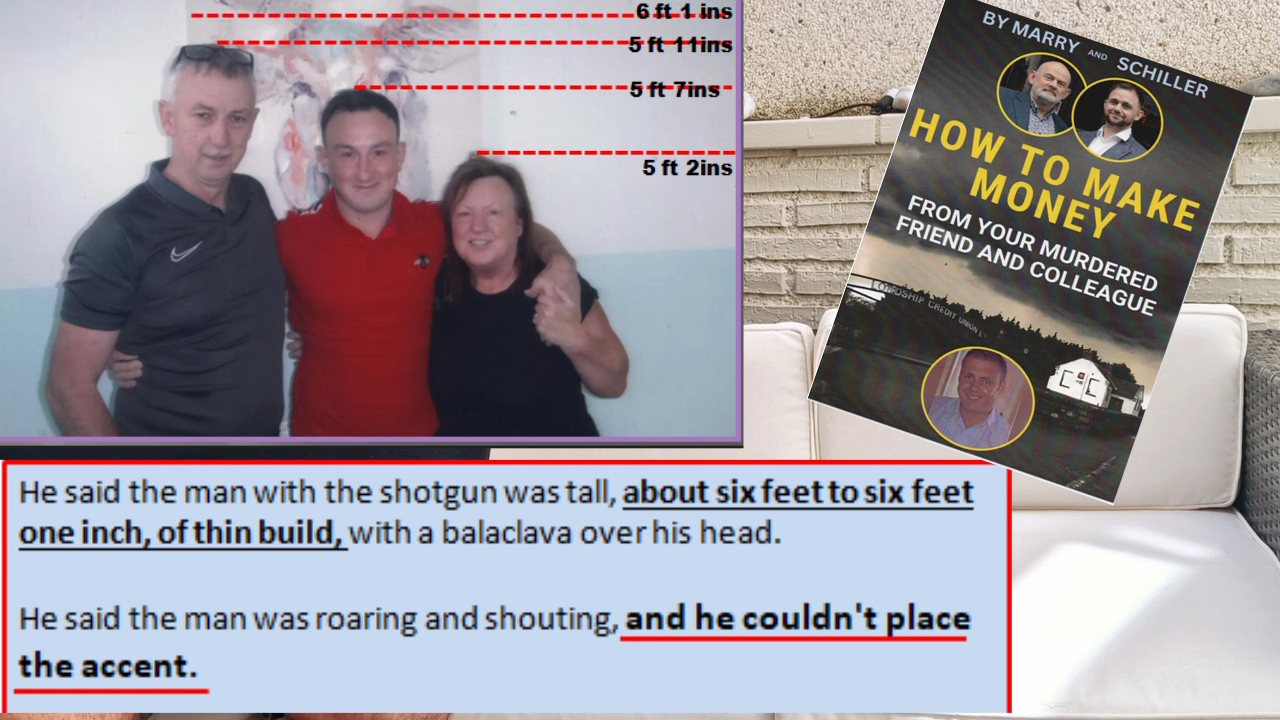 6 ft 1 ins
5 ft 11ins
5 ft 7ins
5 ft 2ins
BY MARRY AND SCHILLER
HOW TO MAKE
MONEY
FROM YOUR MURDERED
FRIEND AND COLLEAGUE
LORDSHIP CREDIT UNION L
He said the man with the shotgun was tall, about six feet to six feet
one inch, of thin build, with a balaclava over his head.
He said the man was roaring and shouting, and he couldn't place
the accent.